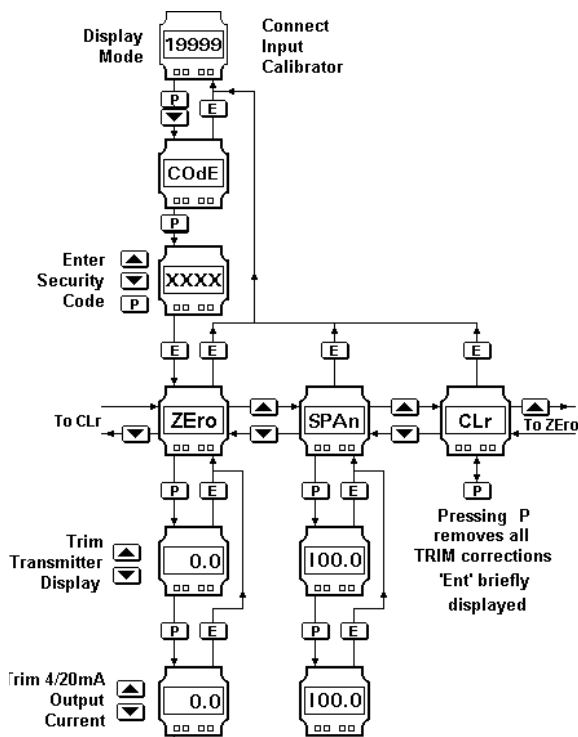 Display
Mode
19999
Connect
Input
Calibrator
P
E
COdE
P
Enter
Security
Code P
XXXX
E E E E
To CLr
ZEro
SPAn
CLr
To ZEro
P E P E P
Pressing P
removes all
TRIM corrections
'Ent' briefly
displayed
Trim
Transmitter
Display
0.0
100.0
P E P E
Trim 4/20mA
Output
Current
0.0
100.0